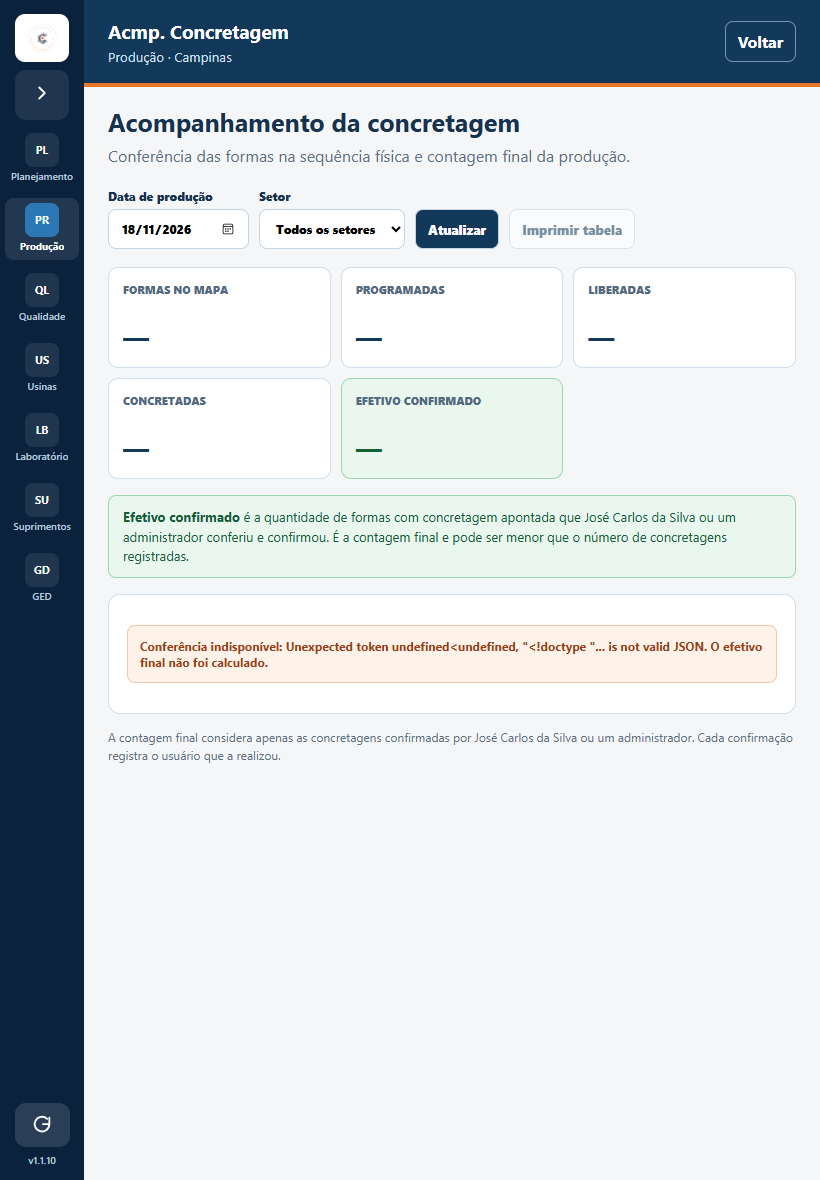 Acmp. Concretagem
Produção · Campinas
Voltar
PL
Planejamento
PR
Produção
QL
Qualidade
US
Usinas
LB
Laboratório
SU
Suprimentos
GD
GED
v1.1.10
Acompanhamento da concretagem
Conferência das formas na sequência física e contagem final da produção.
Data de produção
Setor
18/11/2026
Todos os setores
Atualizar
Imprimir tabela
FORMAS NO MAPA
—
PROGRAMADAS
—
LIBERADAS
—
CONCRETADAS
—
EFETIVO CONFIRMADO
—
Efetivo confirmado é a quantidade de formas com concretagem apontada que José Carlos da Silva ou um
administrador conferiu e confirmou. É a contagem final e pode ser menor que o número de concretagens
registradas.
Conferência indisponível: Unexpected token undefined<undefined, "<!doctype "... is not valid JSON. O efetivo
final não foi calculado.
A contagem final considera apenas as concretagens confirmadas por José Carlos da Silva ou um administrador. Cada confirmação
registra o usuário que a realizou.